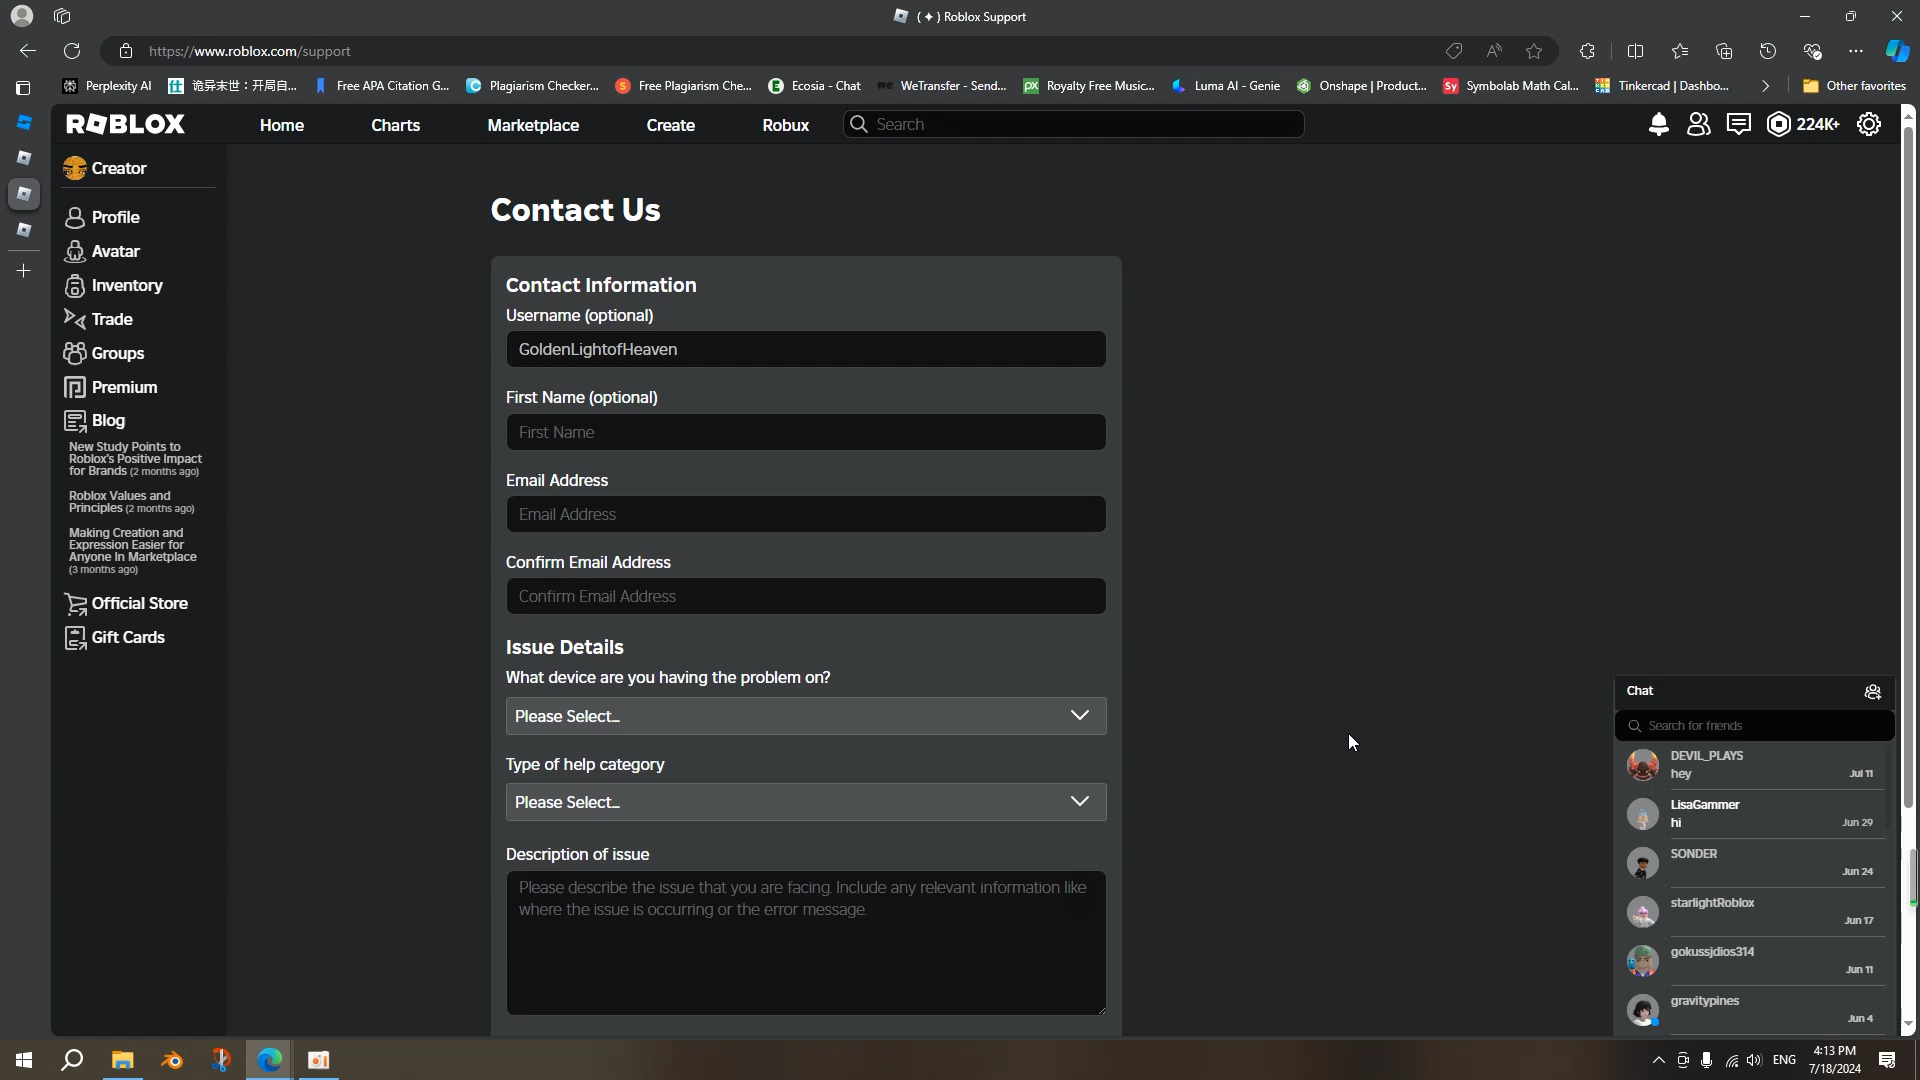 ( ✦ ) Roblox Support
https://www.roblox.com/support
Perplexity AI
诡异末世：开局自...
Free APA Citation G...
Plagiarism Checker...
Free Plagiarism Che...
Ecosia - Chat
WeTransfer - Send...
Royalty Free Music...
Luma AI - Genie
Onshape | Product...
Symbolab Math Cal...
Tinkercad | Dashbo...
Other favorites
ROBLOX
Home
Charts
Marketplace
Create
Robux
Search
224K+
Creator
Profile
Avatar
Inventory
Trade
Groups
Premium
Blog
New Study Points to
Roblox's Positive Impact
for Brands (2 months ago)
Roblox Values and
Principles (2 months ago)
Making Creation and
Expression Easier for
Anyone In Marketplace
(3 months ago)
Official Store
Gift Cards
Contact Us
Contact Information
Username (optional)
GoldenLightofHeaven
First Name (optional)
First Name
Email Address
Email Address
Confirm Email Address
Confirm Email Address
Issue Details
What device are you having the problem on?
Please Select...
Type of help category
Please Select...
Description of issue
Please describe the issue that you are facing. Include any relevant information like
where the issue is occurring or the error message.
Chat
Search for friends
DEVIL_PLAYS
hey
Jul 11
LisaGammer
hi
Jun 29
SONDER
Jun 24
starlightRoblox
Jun 17
gokussjdios314
Jun 11
gravitypines
Jun 4
ENG
4:13 PM
7/18/2024